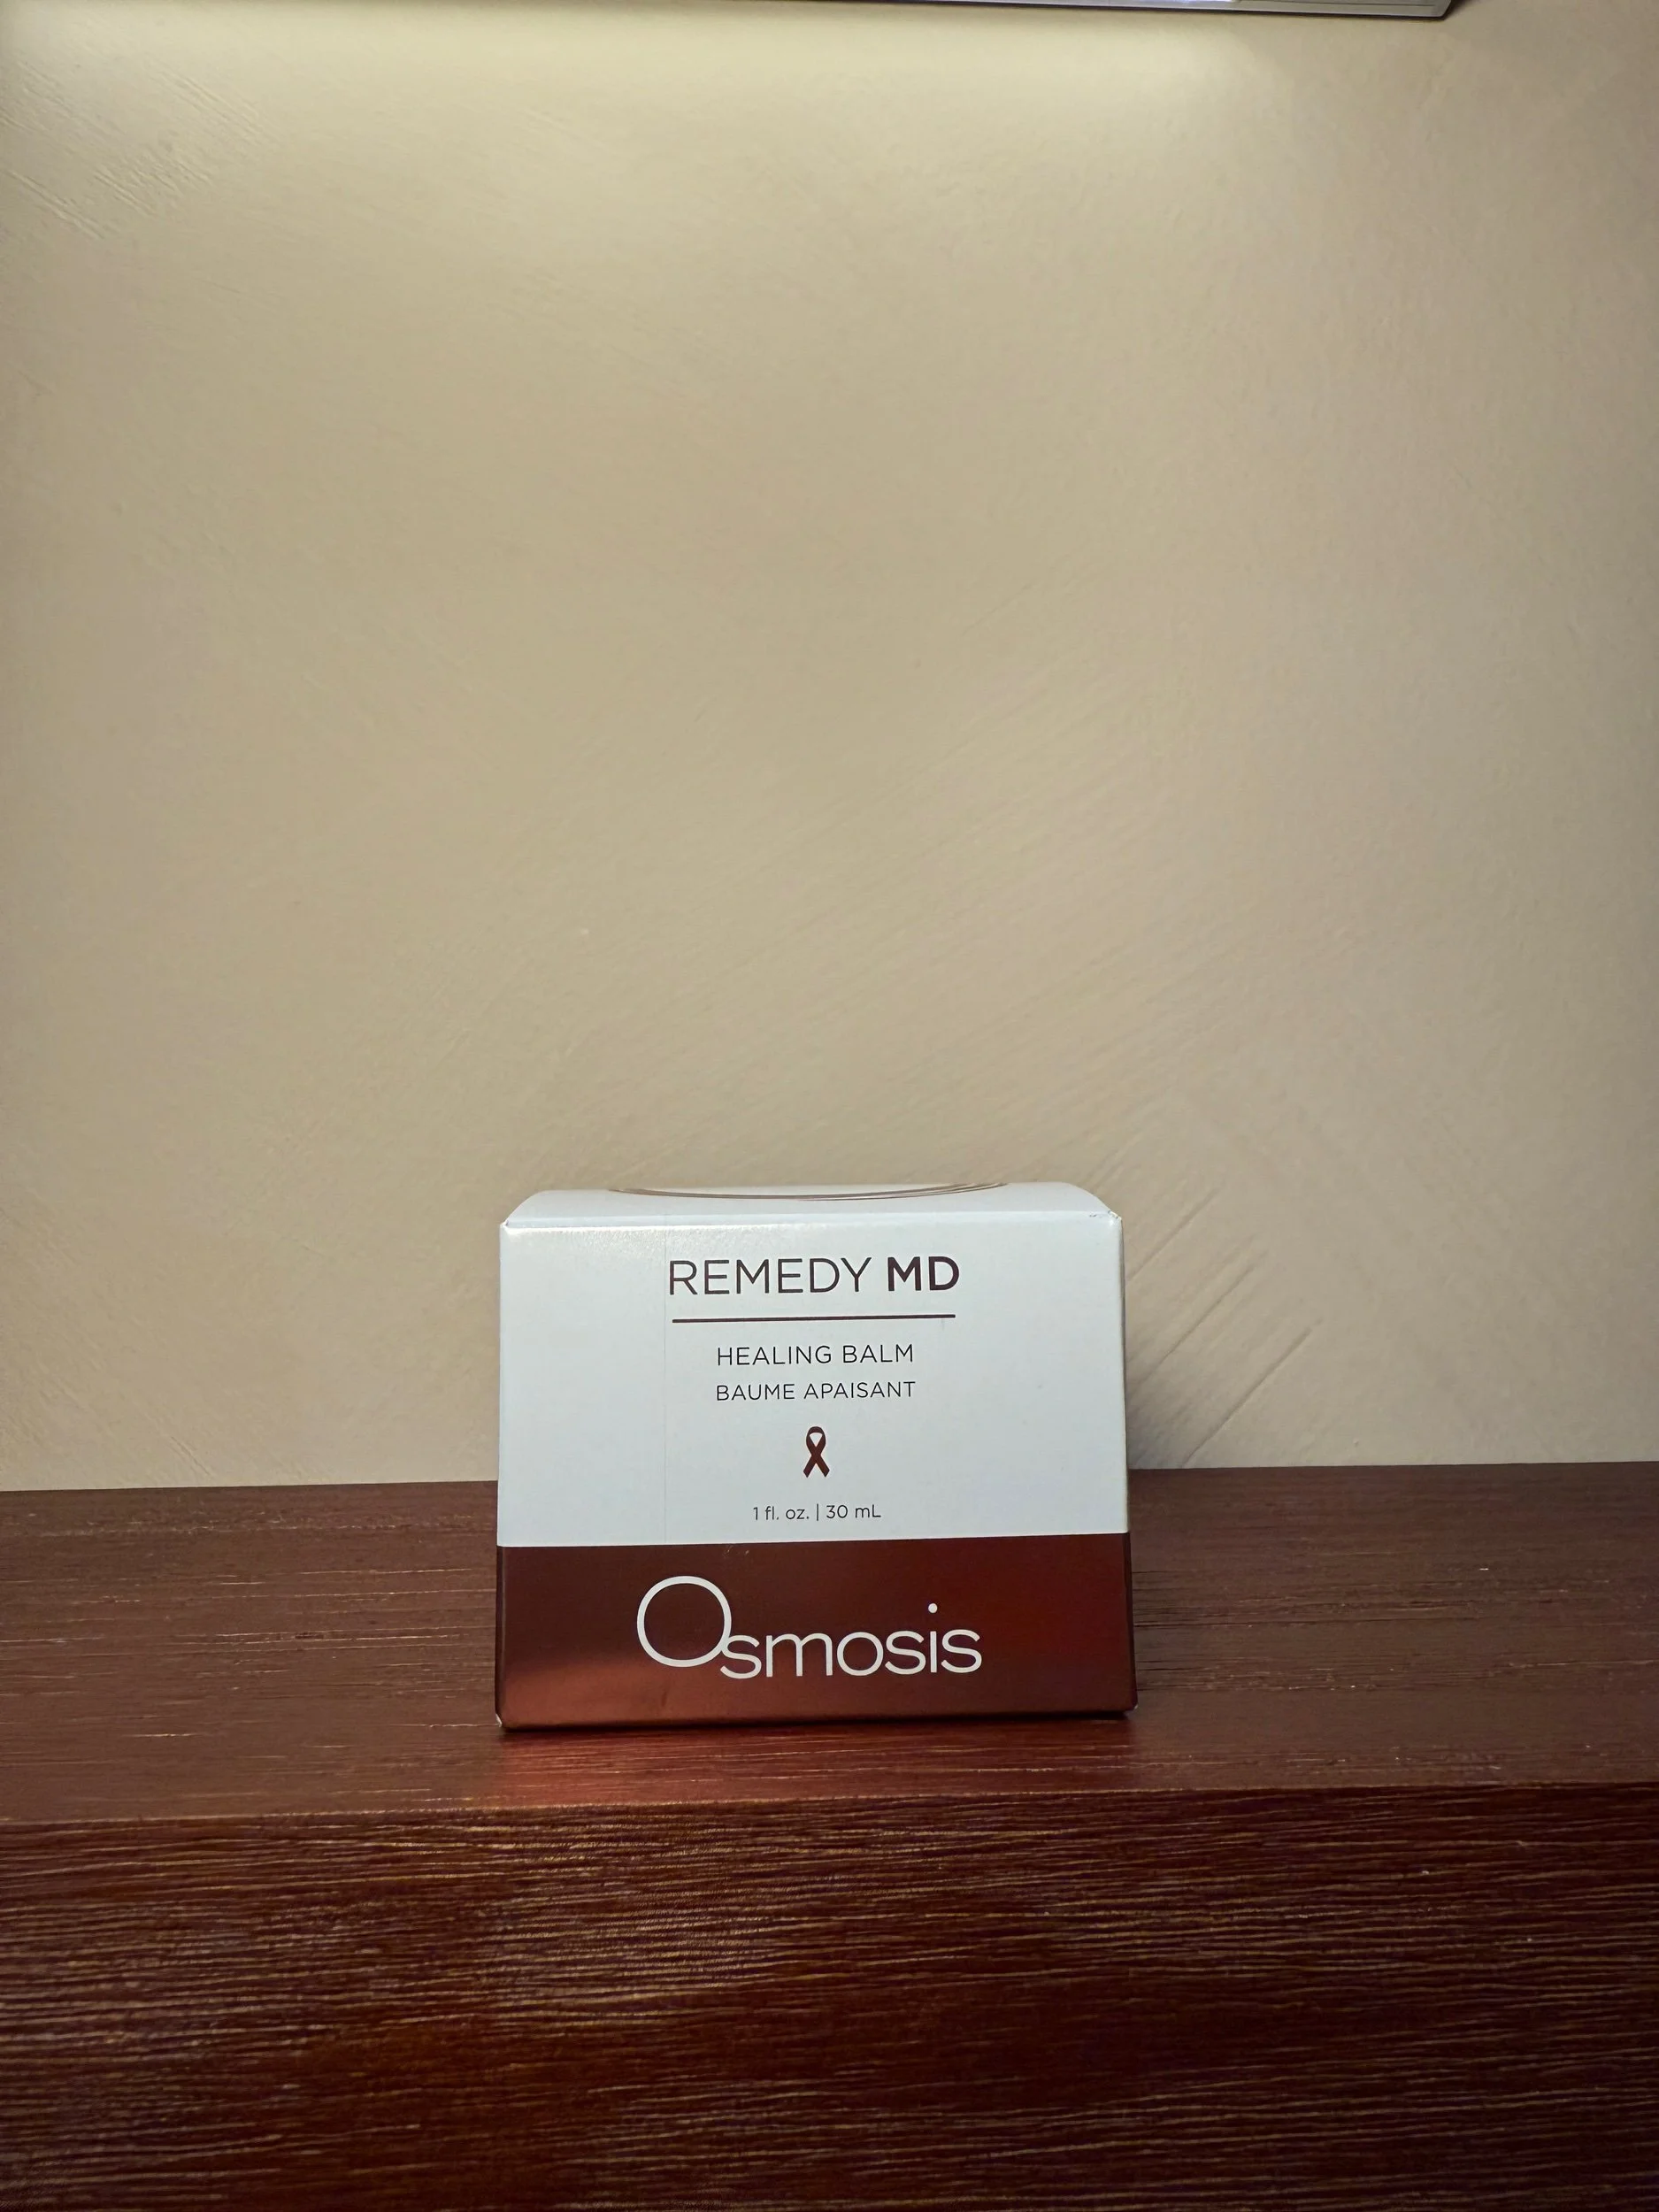 REMEDY MD
HEALING BALM
BAUME APAISANT
1 fl. oz. | 30 mL
Osmosis